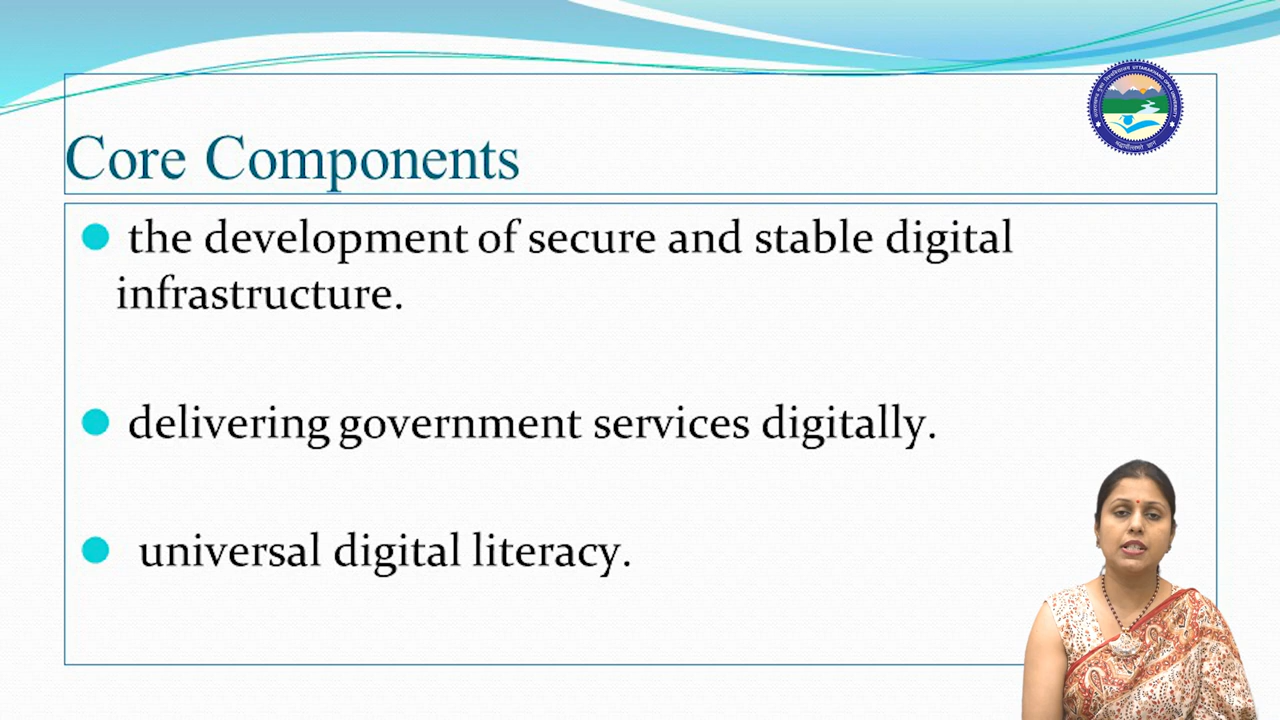 Core Components
the development of secure and stable digital
infrastructure.
delivering government services digitally.
universal digital literacy.